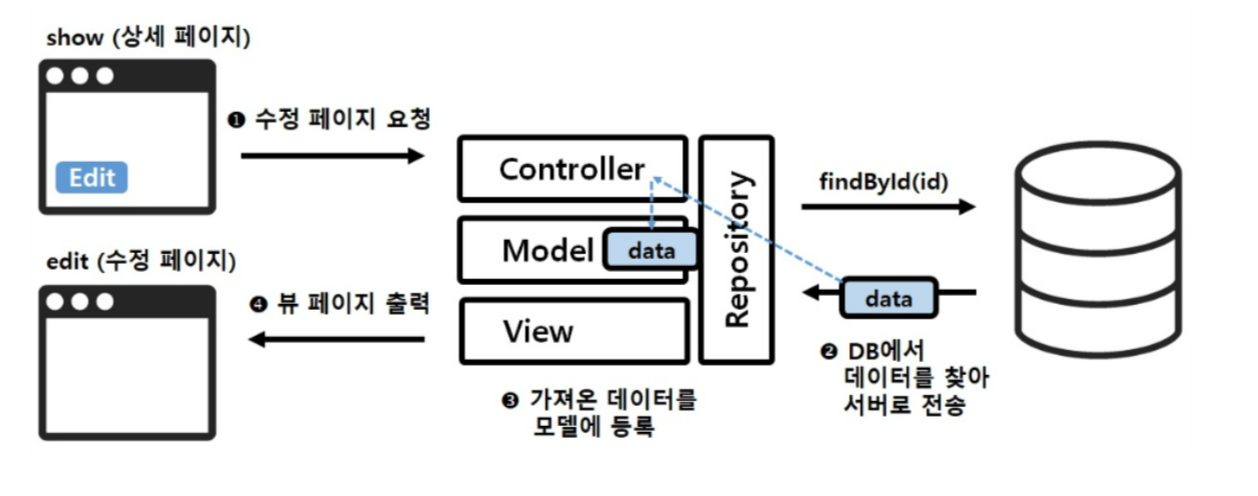 show (상세 페이지)
Edit
❶ 수정 페이지 요청
edit (수정 페이지)
❹ 뷰 페이지 출력
Controller
Model
data
View
Repository
❸ 가져온 데이터를
모델에 등록
findById(id)
data
❷ DB에서
데이터를 찾아
서버로 전송